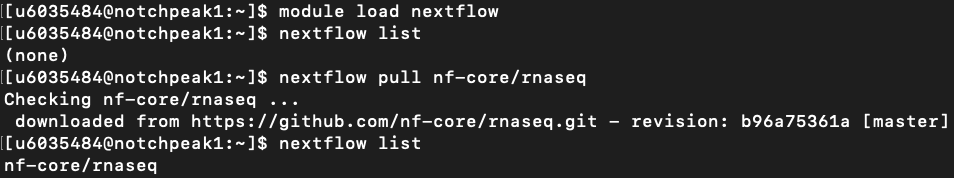 [[u6035484@notchpeak1:~]$ module load nextflow
[[u6035484@notchpeak1:~]$ nextflow list
(none)
[[u6035484@notchpeak1:~]$ nextflow pull nf-core/rnaseq
Checking nf-core/rnaseq ...
 downloaded from https://github.com/nf-core/rnaseq.git - revision: b96a75361a [master]
[[u6035484@notchpeak1:~]$ nextflow list
nf-core/rnaseq